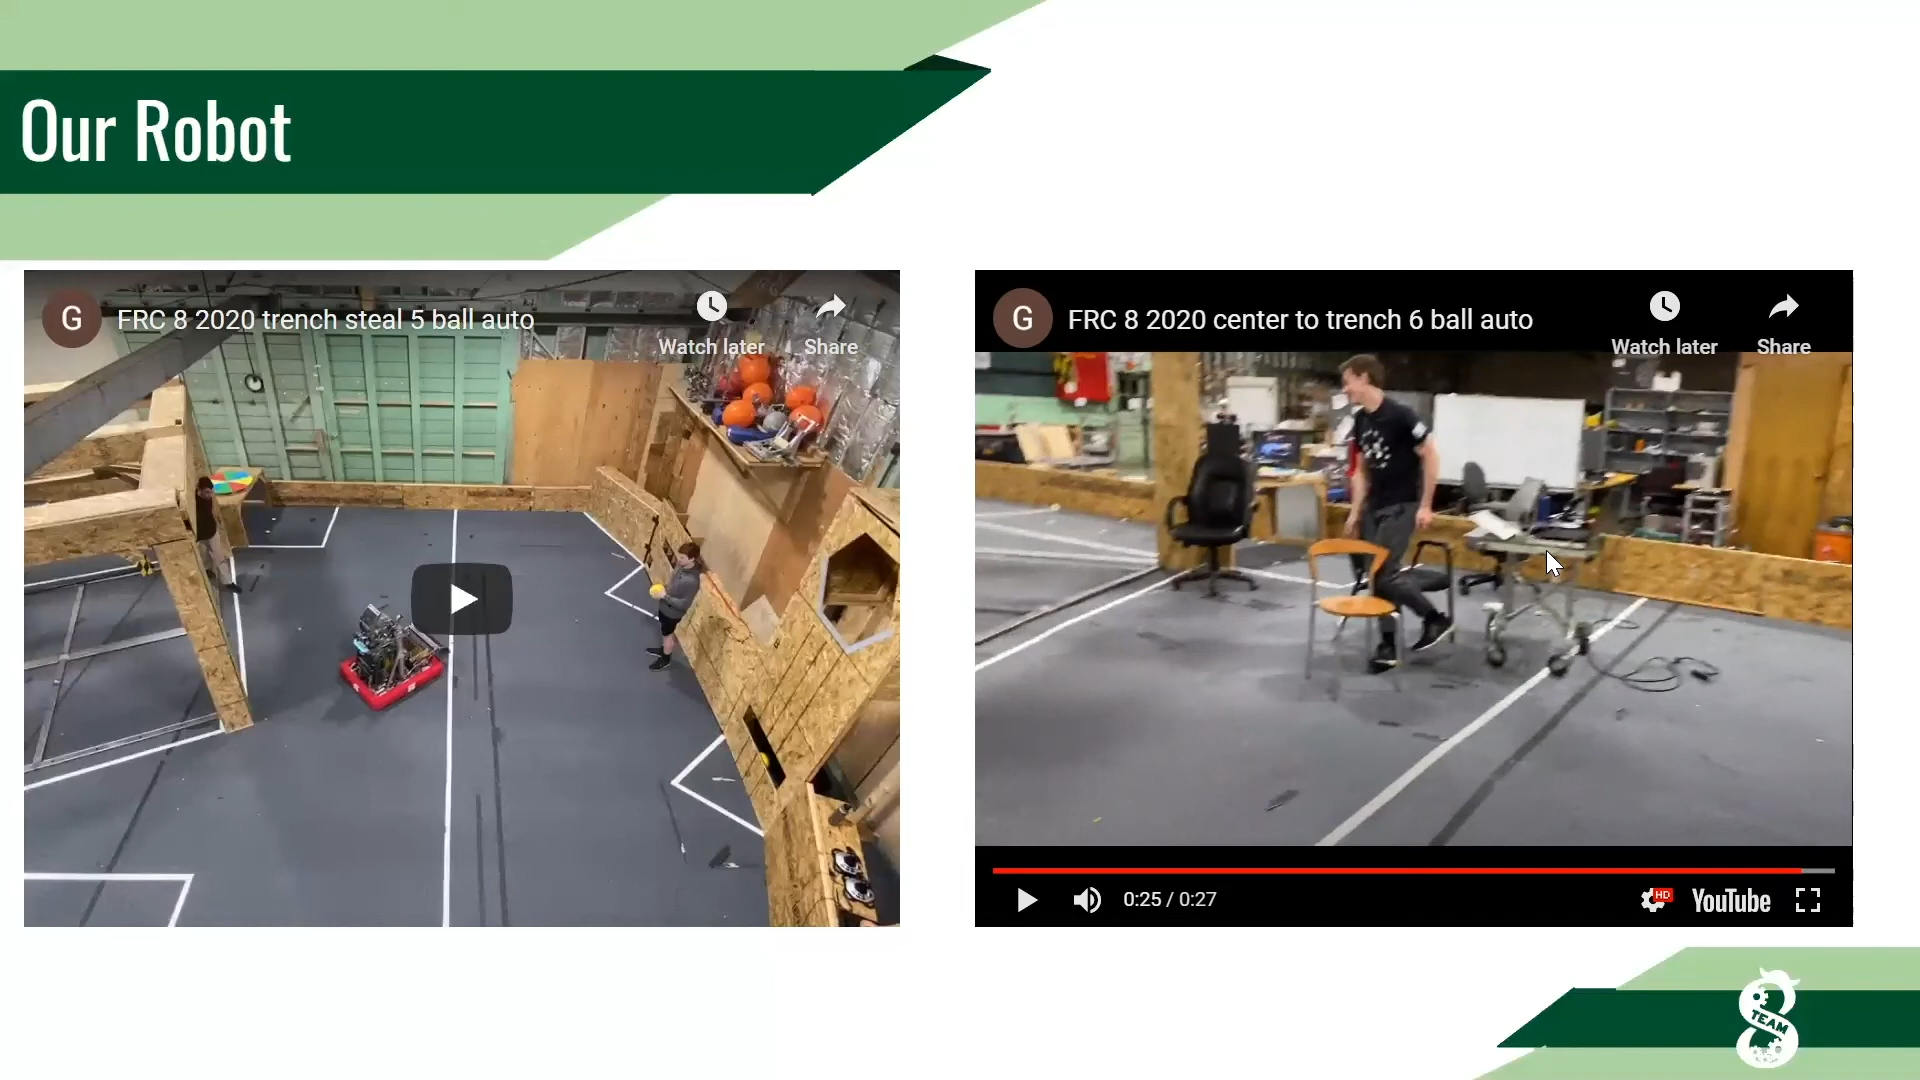 Our Robot
G
FRC 8 2020 trench steal 5 ball auto
Watch later
Share
G
FRC 8 2020 center to trench 6 ball auto
Watch later
Share
0:25 / 0:27
HD
YouTube
8
TEAM